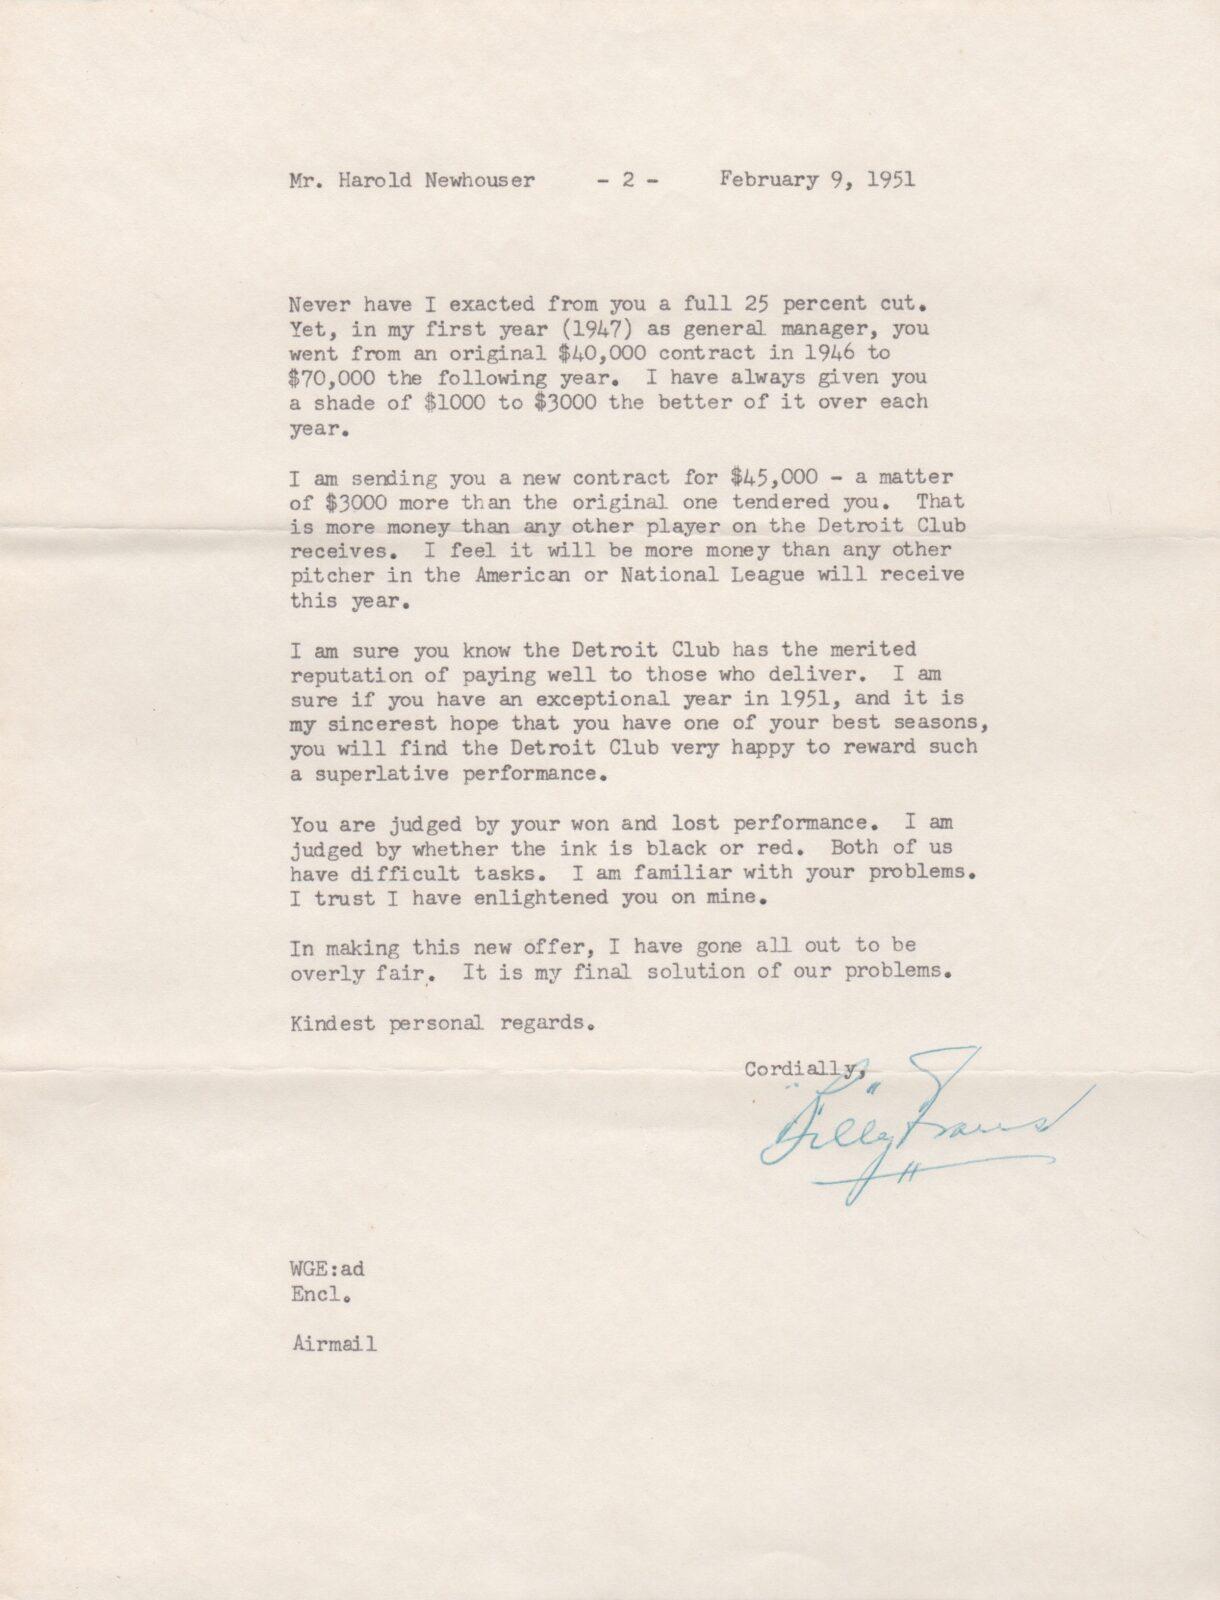 Mr. Harold Newhouser - 2 - February 9, 1951
Never have I exacted from you a full 25 percent cut.
Yet, in my first year (1947) as general manager, you
went from an original $40,000 contract in 1946 to
$70,000 the following year. I have always given you
a shade of $1000 to $3000 the better of it over each
year.
I am sending you a new contract for $45,000 - a matter
of $3000 more than the original one tendered you. That
is more money than any other player on the Detroit Club
receives. I feel it will be more money than any other
pitcher in the American or National League will receive
this year.
I am sure you know the Detroit Club has the merited
reputation of paying well to those who deliver. I am
sure if you have an exceptional year in 1951, and it is
my sincerest hope that you have one of your best seasons,
you will find the Detroit Club very happy to reward such
a superlative performance.
You are judged by your won and lost performance. I am
judged by whether the ink is black or red. Both of us
have difficult tasks. I am familiar with your problems.
I trust I have enlightened you on mine.
In making this new offer, I have gone all out to be
overly fair. It is my final solution of our problems.
Kindest personal regards.
Cordially,
"Billy" Evans
WGE:ad
Encl.
Airmail